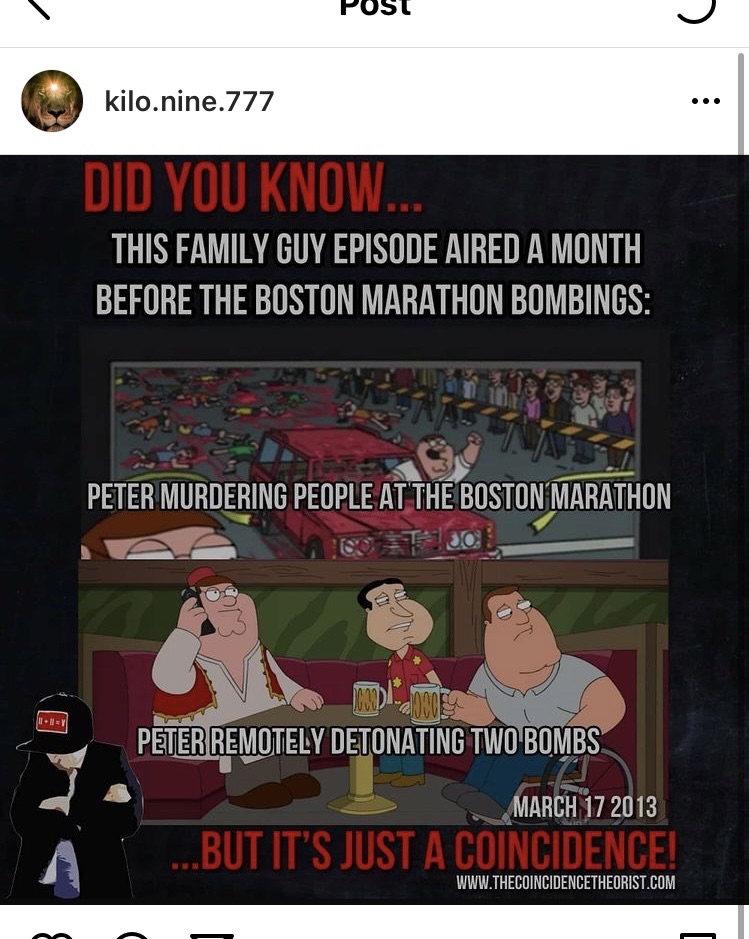 Post
kilo.nine.777
DID YOU KNOW...
THIS FAMILY GUY EPISODE AIRED A MONTH
BEFORE THE BOSTON MARATHON BOMBINGS:
PETER MURDERING PEOPLE AT THE BOSTON MARATHON
PETER REMOTELY DETONATING TWO BOMBS
MARCH 17 2013
...BUT IT'S JUST A COINCIDENCE!
WWW.THECOINCIDENCETHEORIST.COM